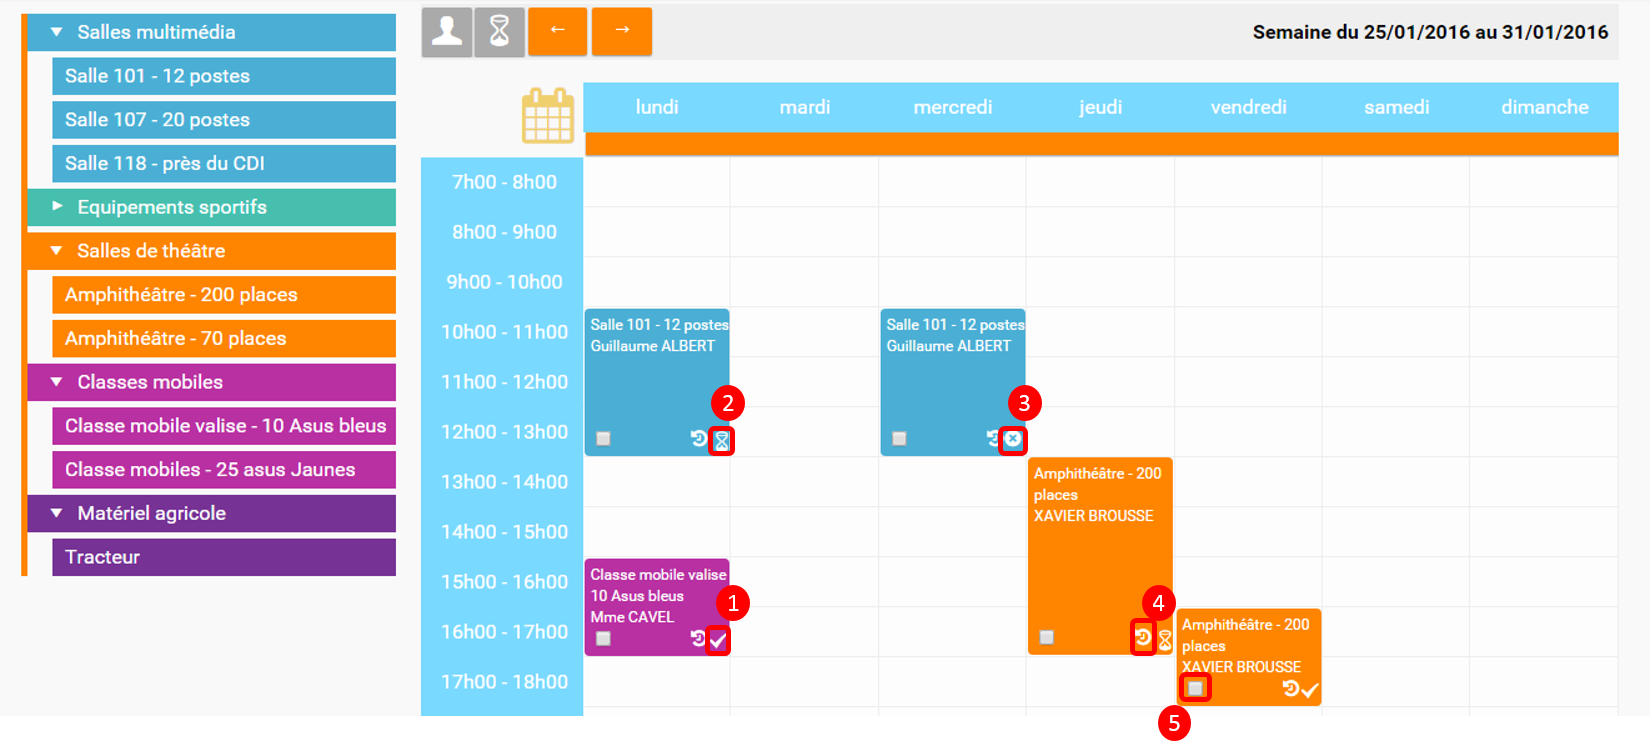 Salles multimédia
Salle 101 - 12 postes
Salle 107 - 20 postes
Salle 118 - près du CDI
Equipements sportifs
Salles de théâtre
Amphithéâtre - 200 places
Amphithéâtre - 70 places
Classes mobiles
Classe mobile valise - 10 Asus bleus
Classe mobiles - 25 asus Jaunes
Matériel agricole
Tracteur
Semaine du 25/01/2016 au 31/01/2016
lundi mardi mercredi jeudi vendredi samedi dimanche
7h00 - 8h00
8h00 - 9h00
9h00 - 10h00
10h00 - 11h00
11h00 - 12h00
12h00 - 13h00
13h00 - 14h00
14h00 - 15h00
15h00 - 16h00
16h00 - 17h00
17h00 - 18h00
Salle 101 - 12 postes
Guillaume ALBERT
2
Classe mobile valise
10 Asus bleus
Mme CAVEL
1
Salle 101 - 12 postes
Guillaume ALBERT
3
Amphithéâtre - 200
places
XAVIER BROUSSE
4
Amphithéâtre - 200
places
XAVIER BROUSSE
5